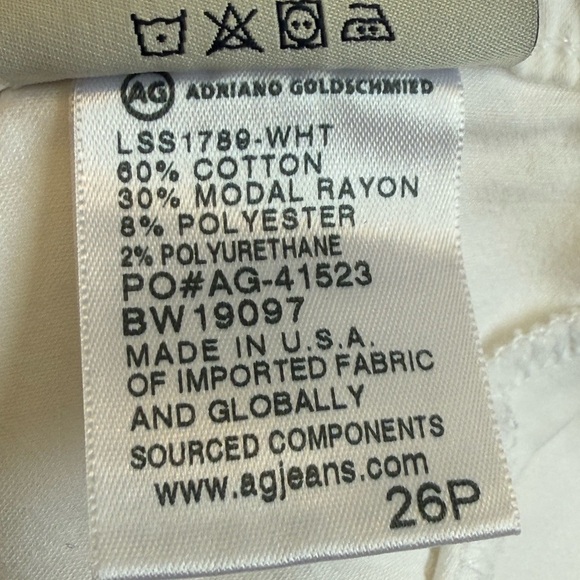 AG ADRIANO GOLDSCHMIED
LSS1789-WHT
60% COTTON
30% MODAL RAYON
8% POLYESTER
2% POLYURETHANE
PO#AG-41523
BW19097
MADE IN U.S.A.
OF IMPORTED FABRIC
AND GLOBALLY
SOURCED COMPONENTS
www.agjeans.com
26P